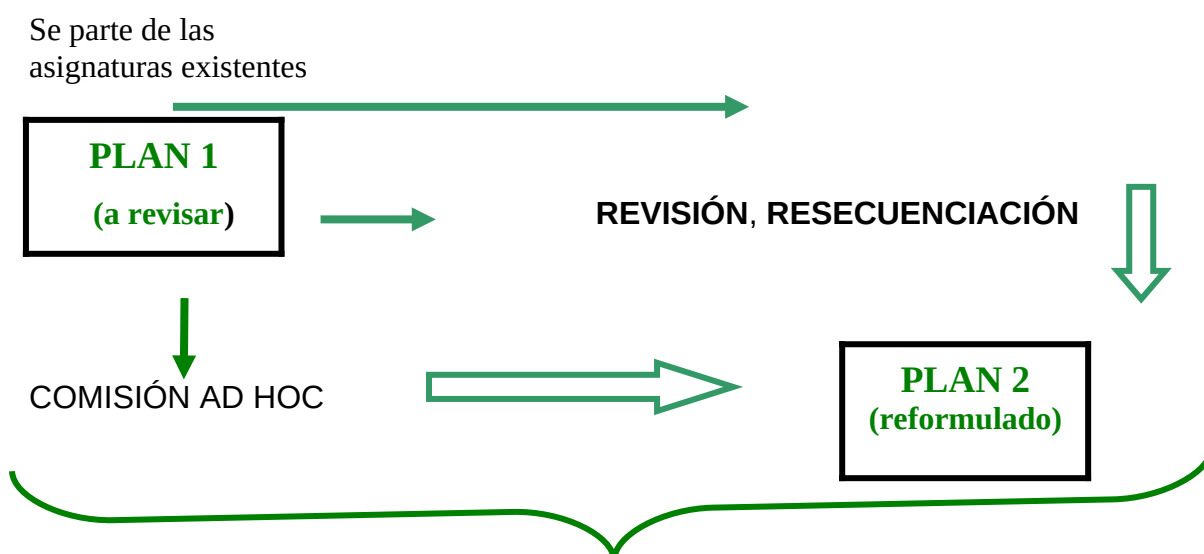 Se parte de las
asignaturas existentes
PLAN 1
(a revisar)
REVISIÓN, RESECUENCIACIÓN
COMISIÓN AD HOC
PLAN 2
(reformulado)